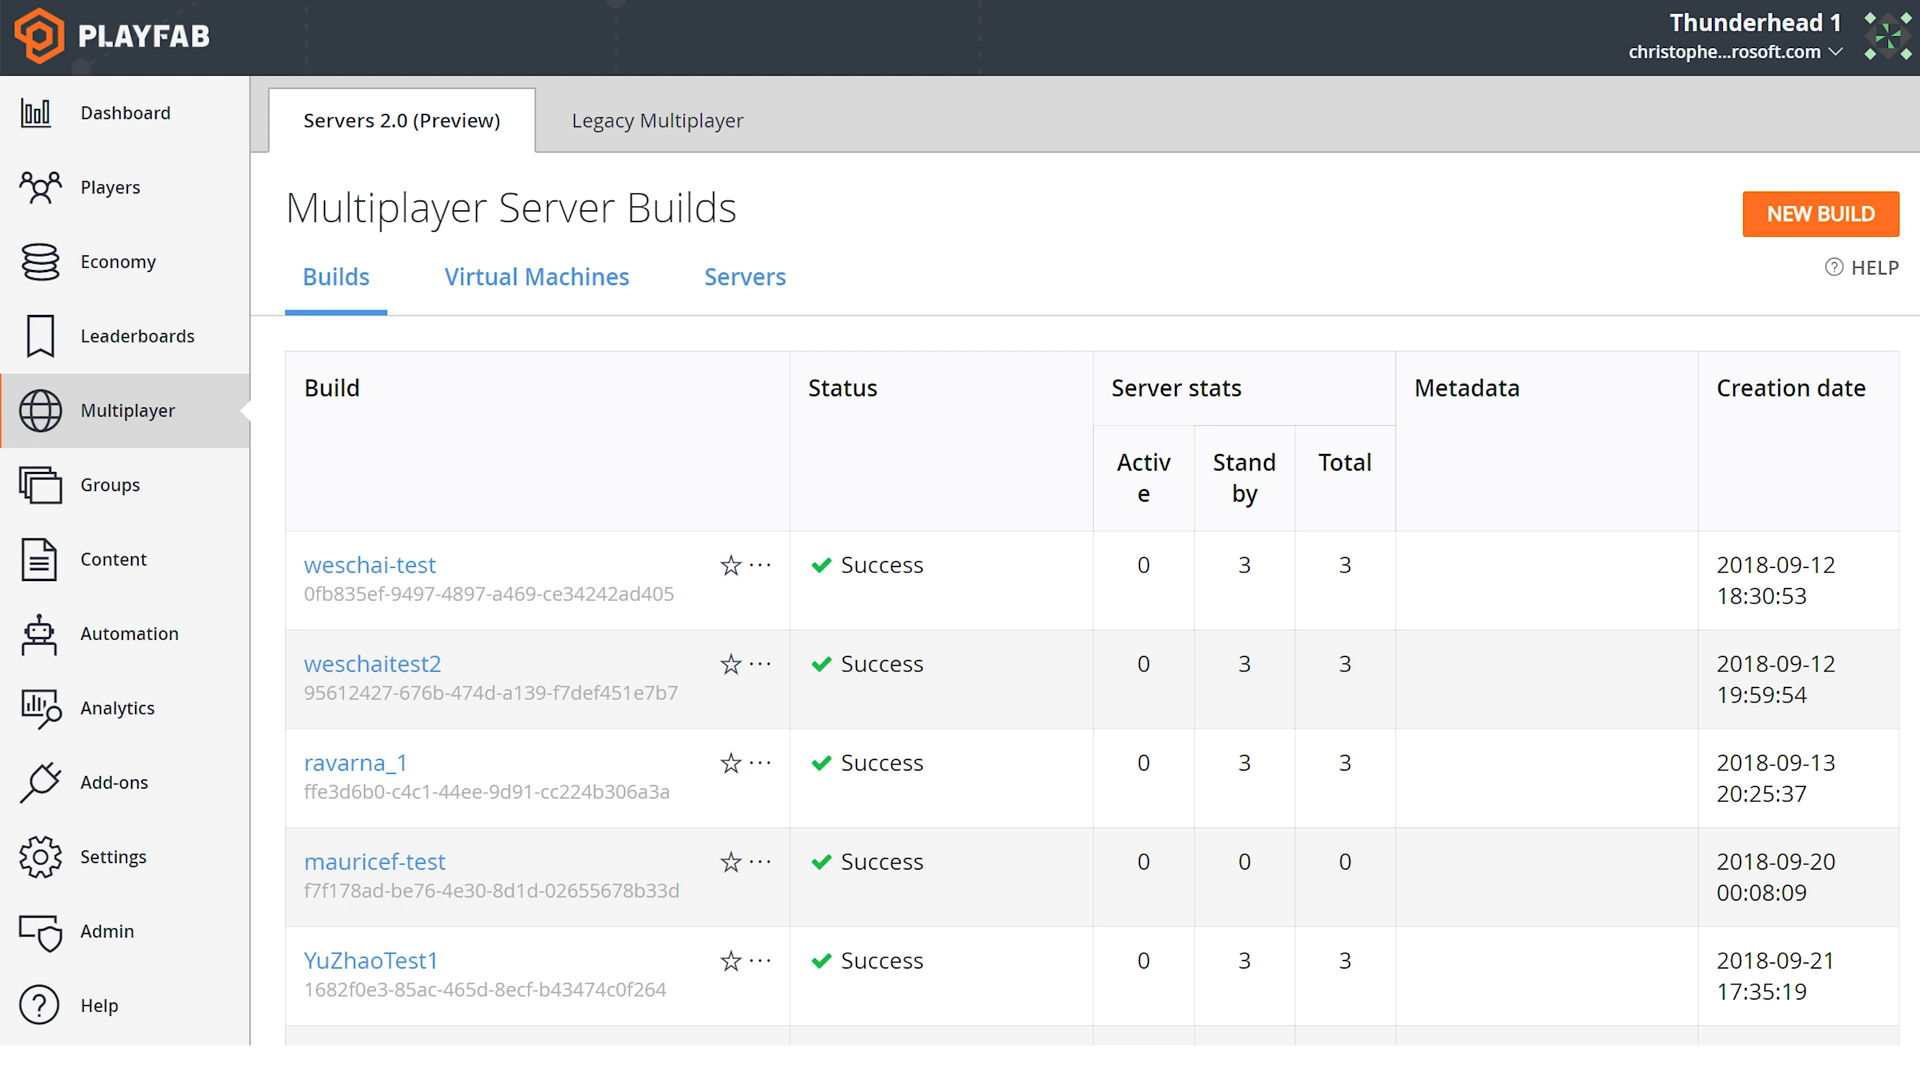 PLAYFAB
Thunderhead 1
christophe...rosoft.com
Dashboard
Players
Economy
Leaderboards
Multiplayer
Groups
Content
Automation
Analytics
Add-ons
Settings
Admin
Help
Servers 2.0 (Preview)
Legacy Multiplayer
Multiplayer Server Builds
NEW BUILD
? HELP
Builds
Virtual Machines
Servers
Build
Status
Server stats
Metadata
Creation date
Activ
e
Stand
by
Total
weschai-test
0fb835ef-9497-4897-a469-ce34242ad405
Success
0
3
3
2018-09-12
18:30:53
weschaitest2
95612427-676b-474d-a139-f7def451e7b7
Success
0
3
3
2018-09-12
19:59:54
ravarna_1
ffe3d6b0-c4c1-44ee-9d91-cc224b306a3a
Success
0
3
3
2018-09-13
20:25:37
mauricef-test
f7f178ad-be76-4e30-8d1d-02655678b33d
Success
0
0
0
2018-09-20
00:08:09
YuZhaoTest1
1682f0e3-85ac-465d-8ecf-b43474c0f264
Success
0
3
3
2018-09-21
17:35:19